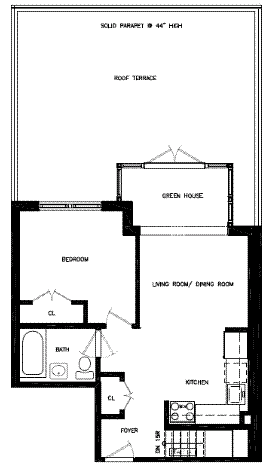 SOLID PARAPET @ 44" HIGH
ROOF TERRACE
GREEN HOUSE
BEDROOM
LIVING ROOM/ DINING ROOM
CL
BATH
KITCHEN
CL
FOYER
DN 15R